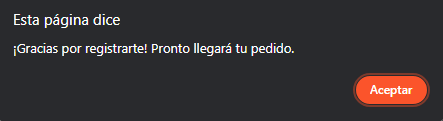 Esta página dice
¡Gracias por registrarte! Pronto llegará tu pedido.
Aceptar